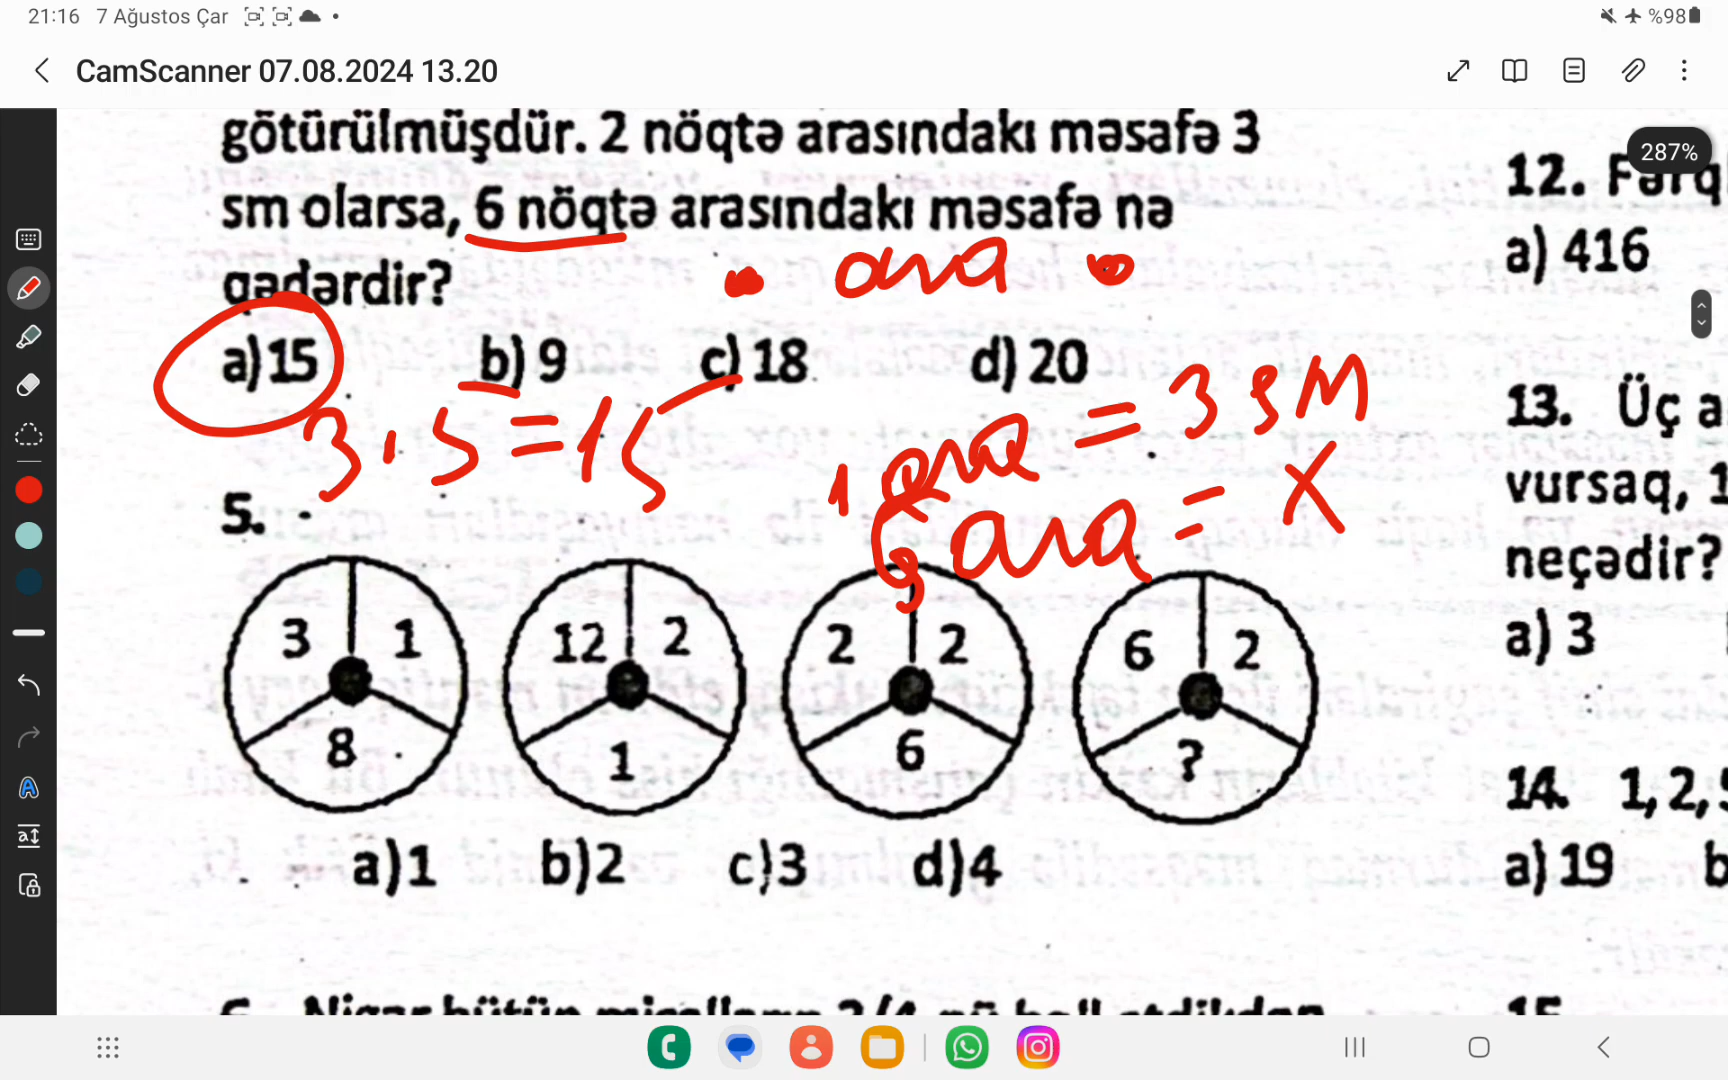 21:16 7 Ağustos Çar
%98
CamScanner 07.08.2024 13.20
287%
götürülmüşdür. 2 nöqtə arasındakı məsafə 3
sm olarsa, 6 nöqtə arasındakı məsafə nə
qədərdir?
ara
a)15 b) 9 c) 18 d) 20
3 · 5 = 15
1 ara = 3 sm
ara = x
5.
3 1 8
12 2 1
2 2 6
6 2 ?
a)1 b)2 c)3 d)4
12. Fərq
a) 416
13. Üç a
vursaq, 1
neçədir?
a) 3
14. 1, 2, 5
a) 19 b
15